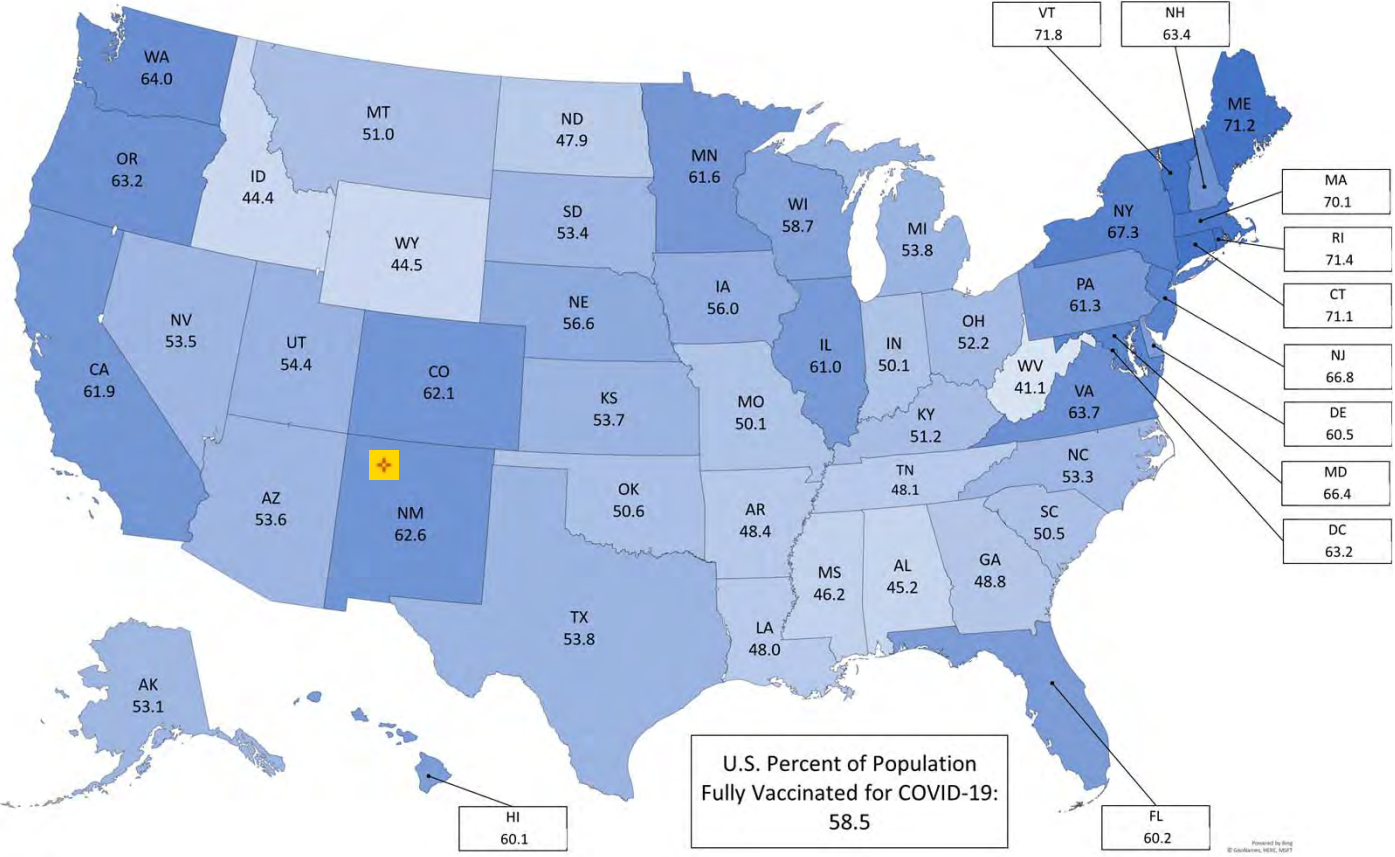 VT
71.8
NH
63.4
WA
64.0
ME
71.2
MT
51.0
ND
47.9
OR
63.2
MN
61.6
ID
44.4
MA
70.1
SD
53.4
WI
58.7
NY
67.3
MI
53.8
WY
44.5
RI
71.4
PA
61.3
IA
56.0
NE
56.6
CT
71.1
NV
53.5
OH
52.2
UT
54.4
IL
61.0
IN
50.1
NJ
66.8
CA
61.9
CO
62.1
WV
41.1
VA
63.7
KS
53.7
MO
50.1
KY
51.2
DE
60.5
NC
53.3
TN
48.1
MD
66.4
AZ
53.6
OK
50.6
NM
62.6
AR
48.4
SC
50.5
DC
63.2
MS
46.2
AL
45.2
GA
48.8
TX
53.8
LA
48.0
AK
53.1
U.S. Percent of Population
Fully Vaccinated for COVID-19:
58.5
HI
60.1
FL
60.2
Powered by Bing
© GeoNames, HERE, MSFT